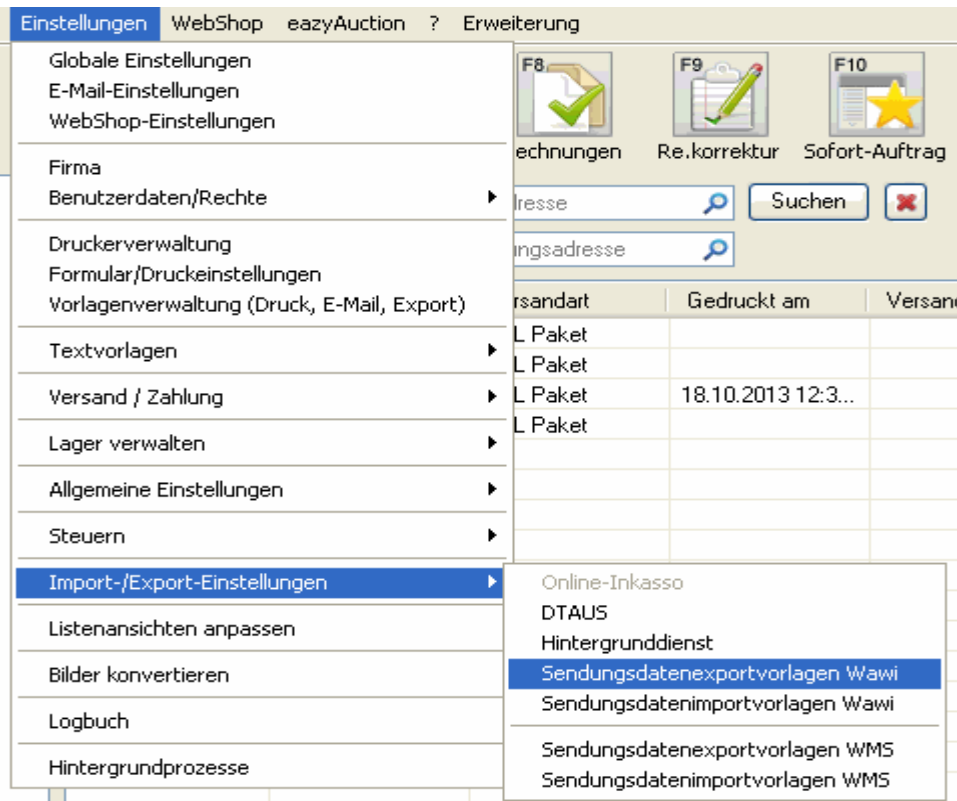 Einstellungen WebShop eazyAuction ? Erweiterung
Globale Einstellungen
E-Mail-Einstellungen
WebShop-Einstellungen
Firma
Benutzerdaten/Rechte
Druckerverwaltung
Formular/Druckeinstellungen
Vorlagenverwaltung (Druck, E-Mail, Export)
Textvorlagen
Versand / Zahlung
Lager verwalten
Allgemeine Einstellungen
Steuern
Import-/Export-Einstellungen
Listenansichten anpassen
Bilder konvertieren
Logbuch
Hintergrundprozesse
F8 F9 F10
echnungen Re.korrektur Sofort-Auftrag
resse Suchen
ngsadresse
rsandart Gedruckt am Versand
L Paket
L Paket
L Paket 18.10.2013 12:3...
L Paket
Online-Inkasso
DTAUS
Hintergrunddienst
Sendungsdatenexportvorlagen Wawi
Sendungsdatenimportvorlagen Wawi
Sendungsdatenexportvorlagen WMS
Sendungsdatenimportvorlagen WMS